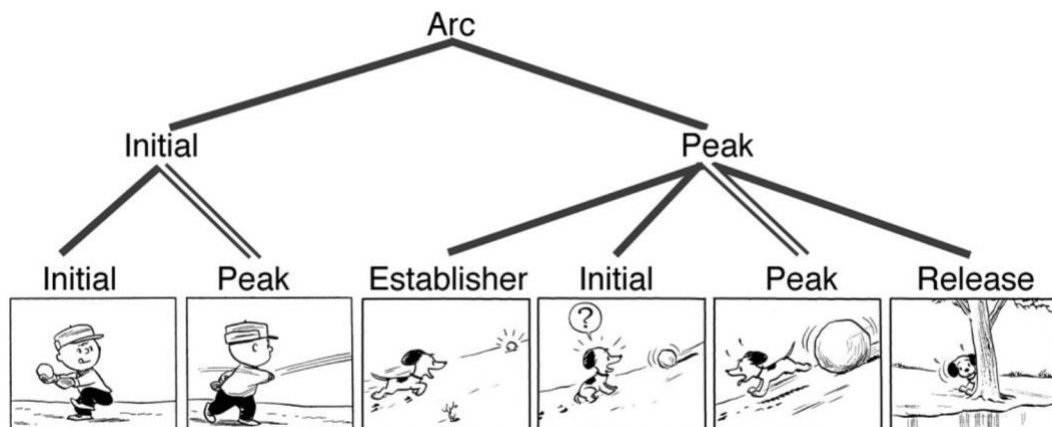 Arc
Initial Peak
Initial Peak Establisher Initial Peak Release
?